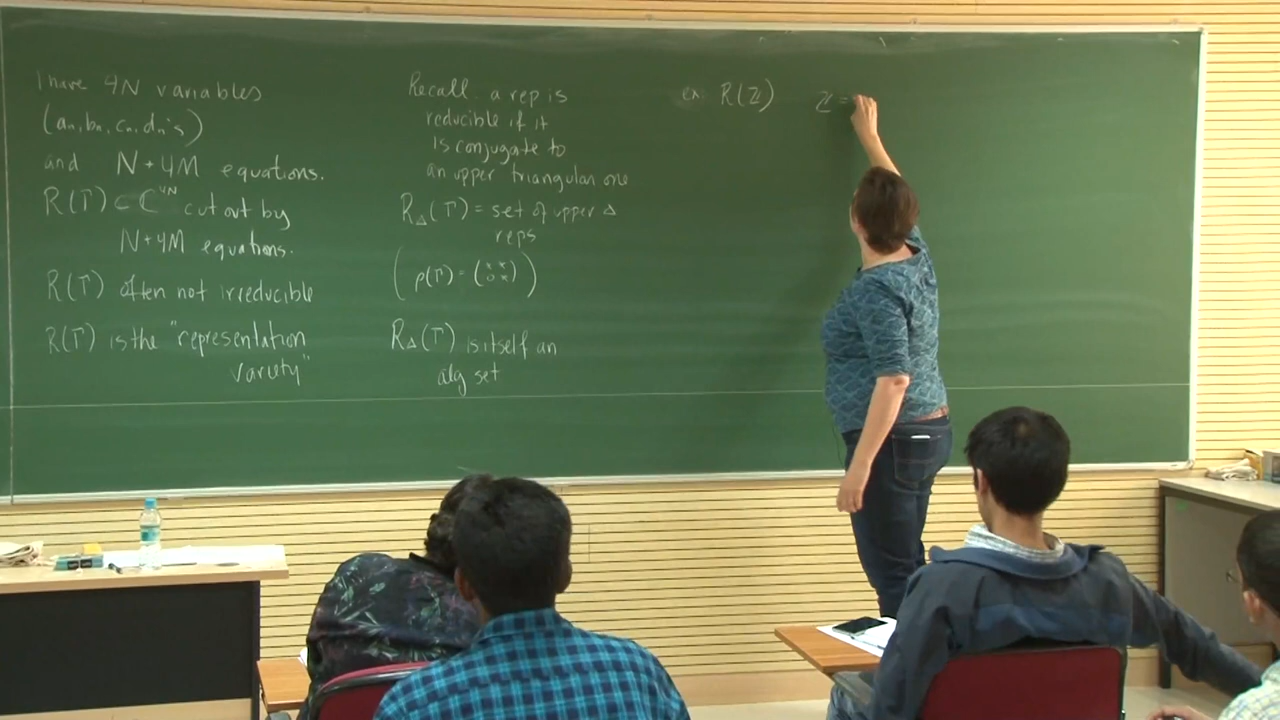 I have 4N variables
(aₙ, bₙ, cₙ, dₙ's)
and N + 4M equations.
R(Γ) ⊂ ℂ⁴ᴺ cut out by
N+4M equations.
R(Γ) often not irreducible
R(Γ) is the "representation
variety"
Recall a rep is
reducible if it
is conjugate to
an upper triangular one
R_Δ(Γ) = set of upper Δ
reps
(ρ(Γ) = (* * 0 *))
R_Δ(Γ) is itself an
alg set
ex: R(ℤ) ℤ =